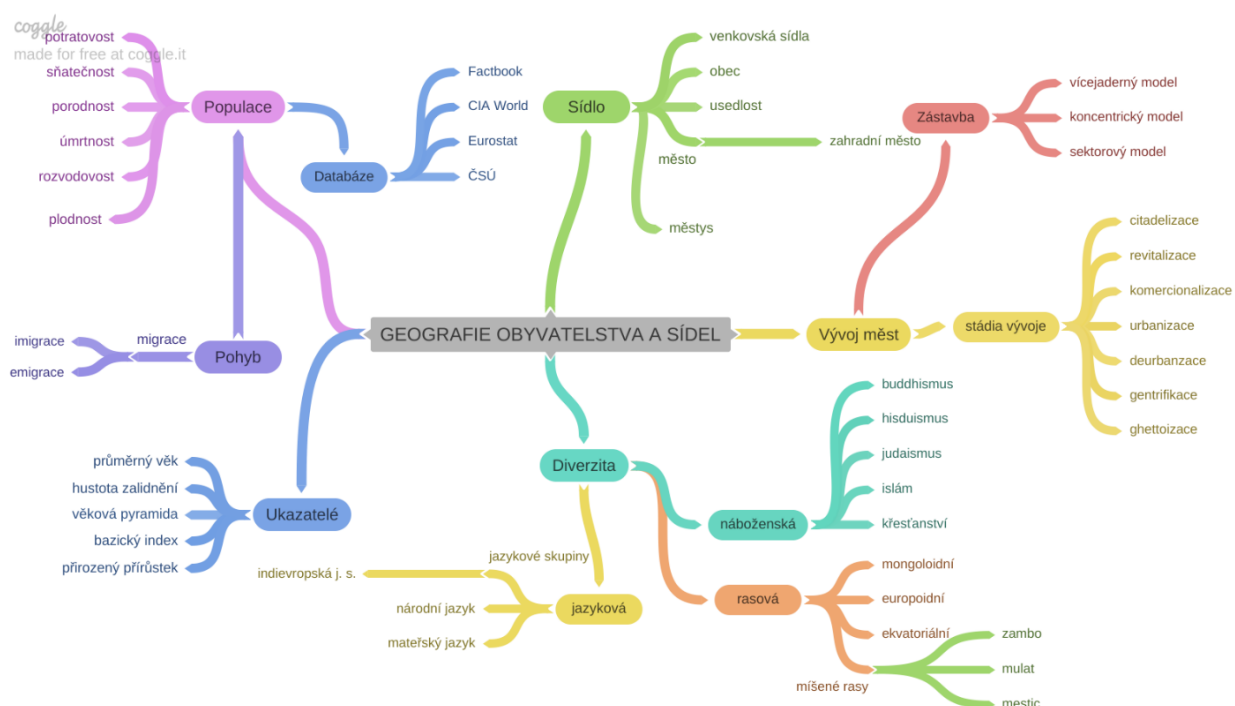 coggle
made for free at coggle.it
potratovost
sňatečnost
porodnost
úmrtnost
rozvodovost
plodnost
Populace
Databáze
Factbook
CIA World
Eurostat
ČSÚ
Sídlo
venkovská sídla
obec
usedlost
město
zahradní město
městys
Zástavba
vícejaderný model
koncentrický model
sektorový model
GEOGRAFIE OBYVATELSTVA A SÍDEL
Vývoj měst
stádia vývoje
citadelizace
revitalizace
komercionalizace
urbanizace
deurbanzace
gentrifikace
ghettoizace
Pohyb
migrace
imigrace
emigrace
Ukazatelé
průměrný věk
hustota zalidnění
věková pyramida
bazický index
přirozený přírůstek
Diverzita
náboženská
buddhismus
hisduismus
judaismus
islám
křesťanství
rasová
mongoloidní
europoidní
ekvatoriální
míšené rasy
zambo
mulat
mestic
jazyková
jazykové skupiny
indievropská j. s.
národní jazyk
mateřský jazyk